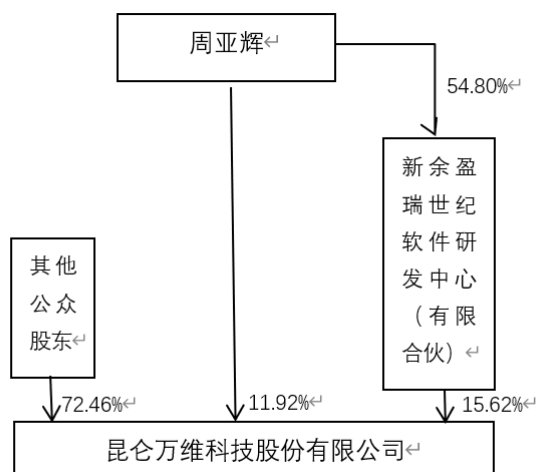 周亚辉↵
54.80%↵
新余盈
瑞世纪
软件研
发中心
（有限
合伙）↵
其他
公众
股东↵
72.46%↵
11.92%↵
15.62%↵
昆仑万维科技股份有限公司↵